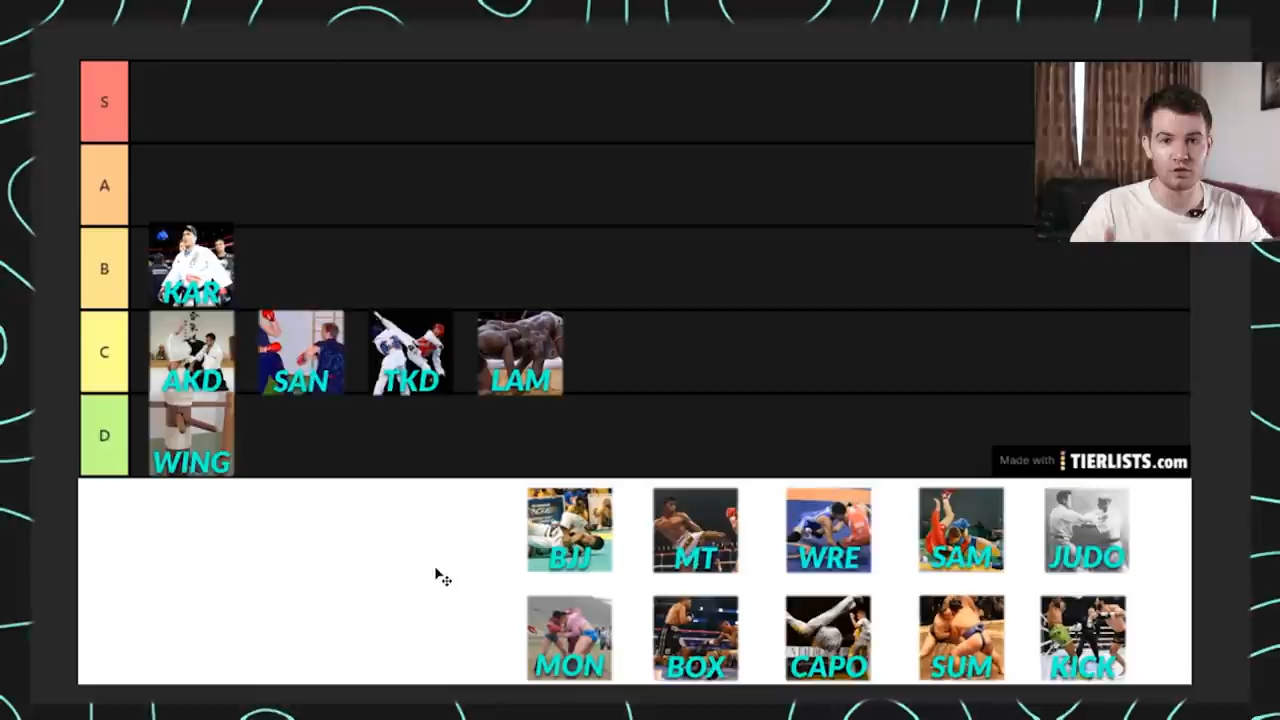 S
A
B
KAR
C
AKD SAN TKD LAM
D
WING
Made with TIERLISTS.com
BJJ MT WRE SAM JUDO
MON BOX CAPO SUM KICK